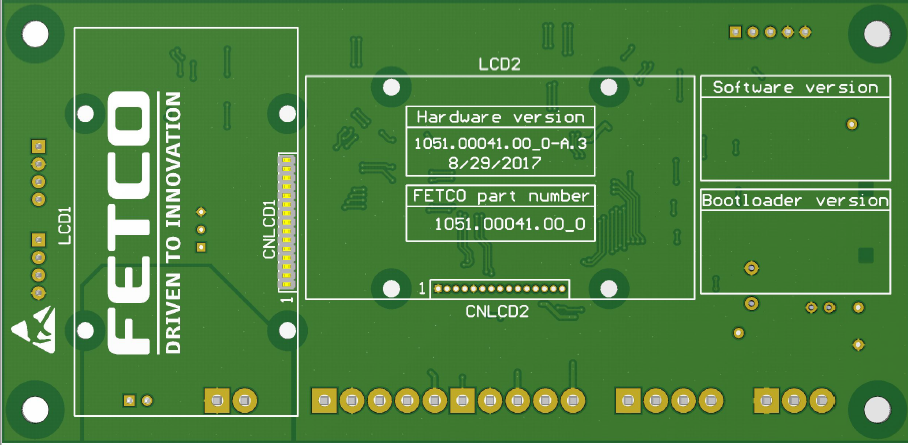 LCD1
FETCO
DRIVEN TO INNOVATION
CNLCD1
1
LCD2
Hardware version
1051.00041.00_0-A.3
8/29/2017
FETCO part number
1051.00041.00_0
1
CNLCD2
Software version
Bootloader version